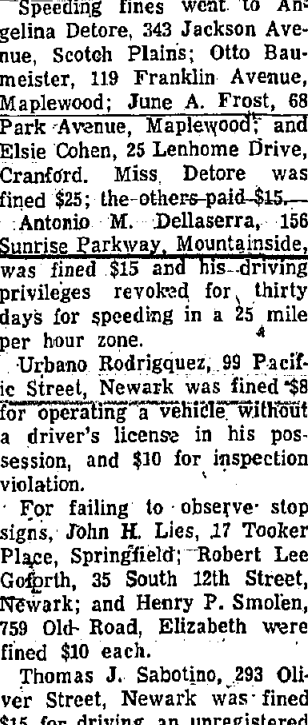 Speeding fines went to An-
gelina Detore, 343 Jackson Ave-
nue, Scotch Plains; Otto Bau-
meister, 119 Franklin Avenue,
Maplewood; June A. Frost, 68
Park Avenue, Maplewood; and
Elsie Cohen, 25 Lenhome Drive,
Cranford. Miss Detore was
fined $25; the others paid $15.
Antonio M. Dellaserra, 156
Sunrise Parkway, Mountainside,
was fined $15 and his driving
privileges revoked for thirty
days for speeding in a 25 mile
per hour zone.
Urbano Rodrigquez, 99 Pacif-
ic Street, Newark was fined $8
for operating a vehicle without
a driver's license in his pos-
session, and $10 for inspection
violation.
For failing to observe stop
signs, John H. Lies, 17 Tooker
Place, Springfield; Robert Lee
Goforth, 35 South 12th Street,
Newark; and Henry P. Smolen,
759 Old Road, Elizabeth were
fined $10 each.
Thomas J. Sabotino, 293 Oli-
ver Street, Newark was fined
$15 for driving an unregistered